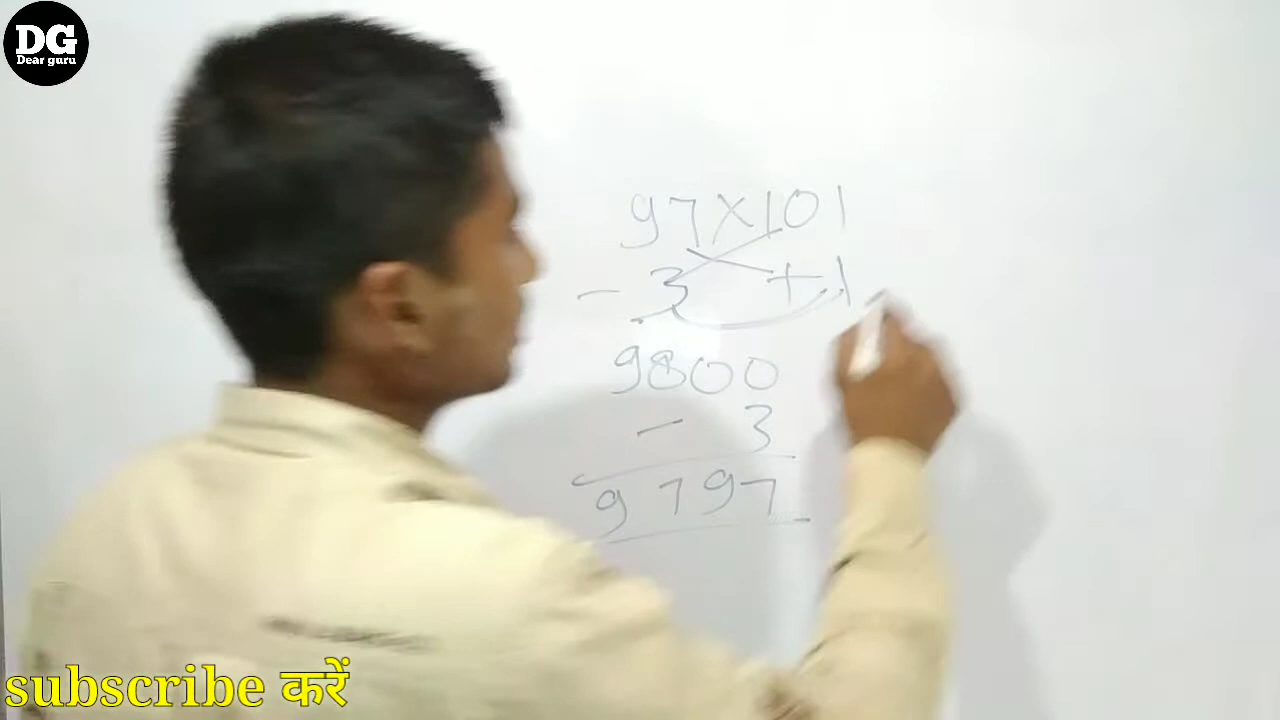 DG
Dear guru
97×101
- 3 +1
9800
- 3
9797
subscribe करें